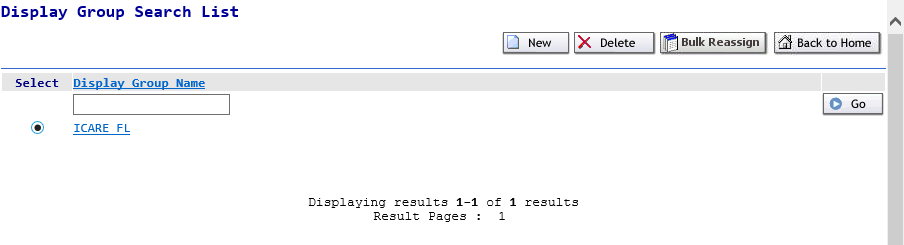 Display Group Search List
New Delete Bulk Reassign Back to Home
Select Display Group Name
Go
ICARE FL
Displaying results 1-1 of 1 results
Result Pages : 1